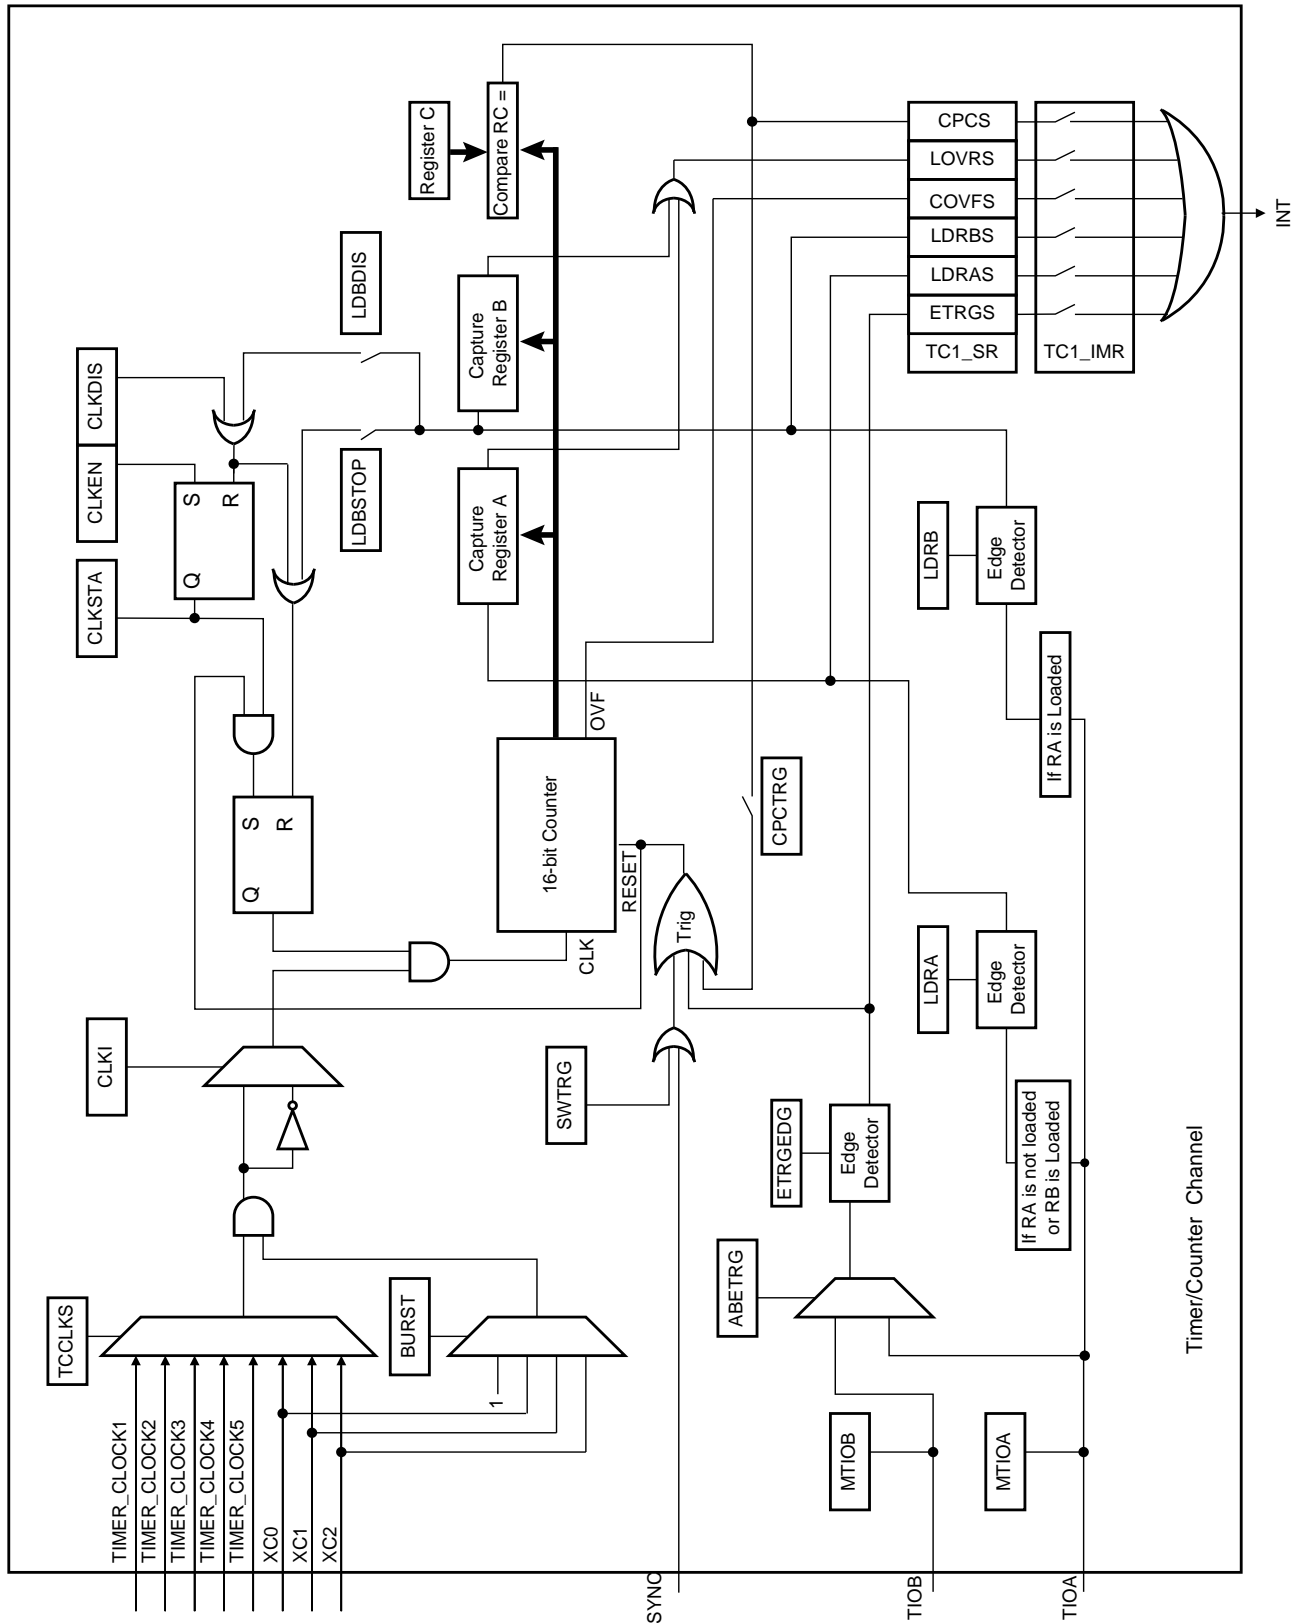 TCCLKS
TIMER_CLOCK1
TIMER_CLOCK2
TIMER_CLOCK3
TIMER_CLOCK4
TIMER_CLOCK5
XC0
XC1
XC2
BURST
1
CLKI
CLKSTA
CLKEN
CLKDIS
Q
S
R
Q
S
R
LDBSTOP
LDBDIS
Register C
Capture
Register A
Capture
Register B
Compare RC =
16-bit Counter
CLK
OVF
RESET
SWTRG
Trig
CPCTRG
SYNC
ABETRG
ETRGEDG
Edge
Detector
MTIOB
TIOB
MTIOA
TIOA
LDRA
Edge
Detector
If RA is not loaded
or RB is Loaded
LDRB
Edge
Detector
If RA is Loaded
CPCS
LOVRS
COVFS
LDRBS
LDRAS
ETRGS
TC1_SR
TC1_IMR
INT
Timer/Counter Channel